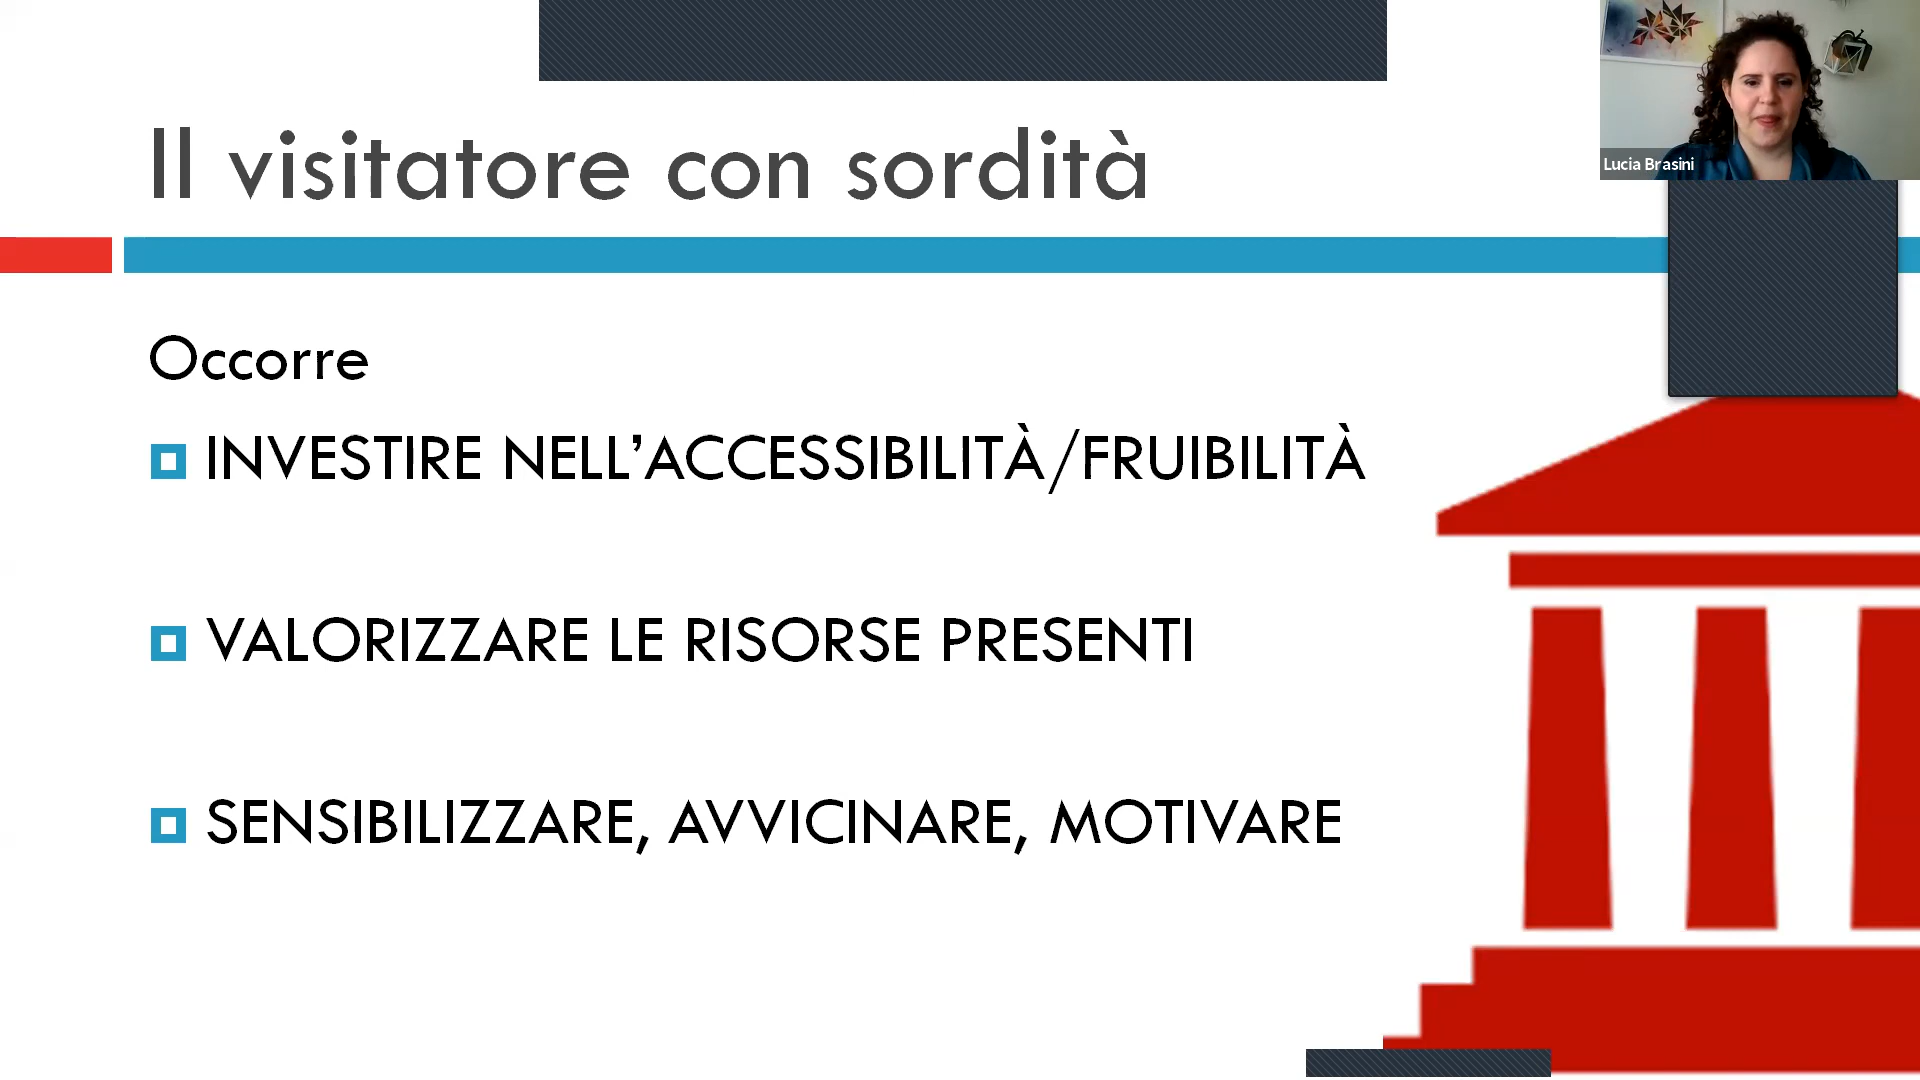 Il visitatore con sordità
Lucia Brasini
Occorre
INVESTIRE NELL’ACCESSIBILITÀ/FRUIBILITÀ
VALORIZZARE LE RISORSE PRESENTI
SENSIBILIZZARE, AVVICINARE, MOTIVARE